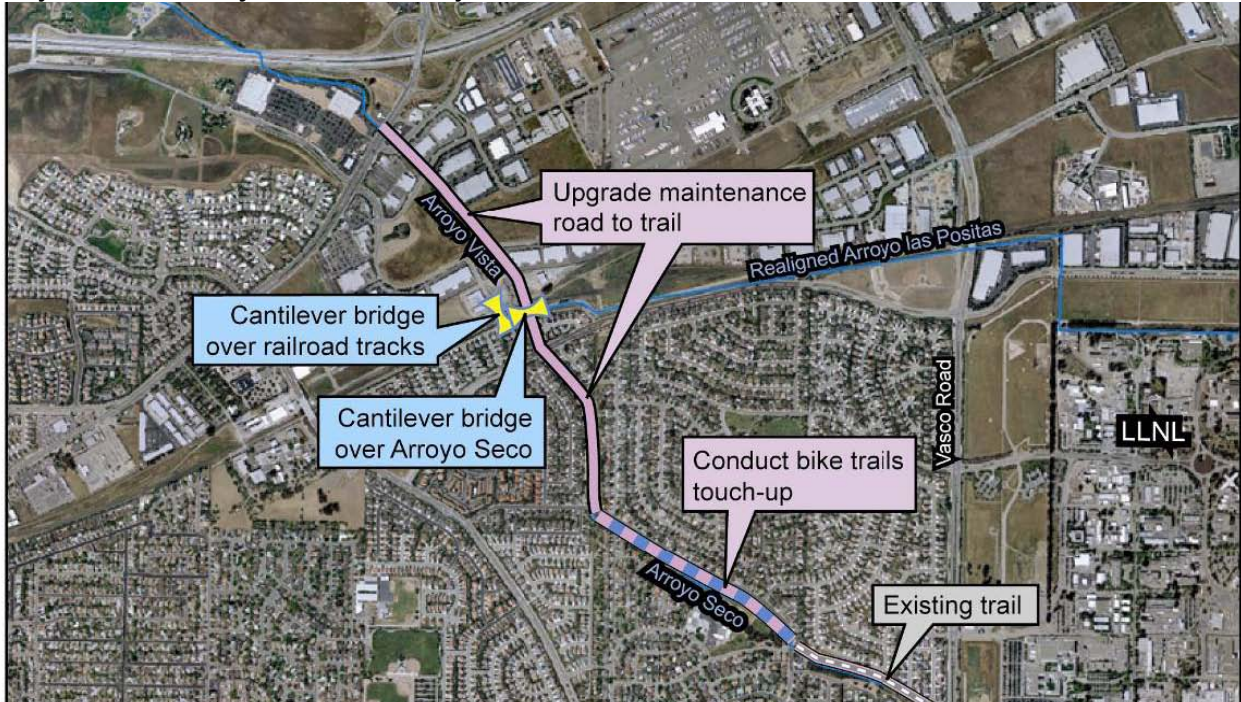 Upgrade maintenance
road to trail
Arroyo Vista
Realigned Arroyo las Positas
Cantilever bridge
over railroad tracks
Cantilever bridge
over Arroyo Seco
Vasco Road
LLNL
Conduct bike trails
touch-up
Arroyo Seco
Existing trail